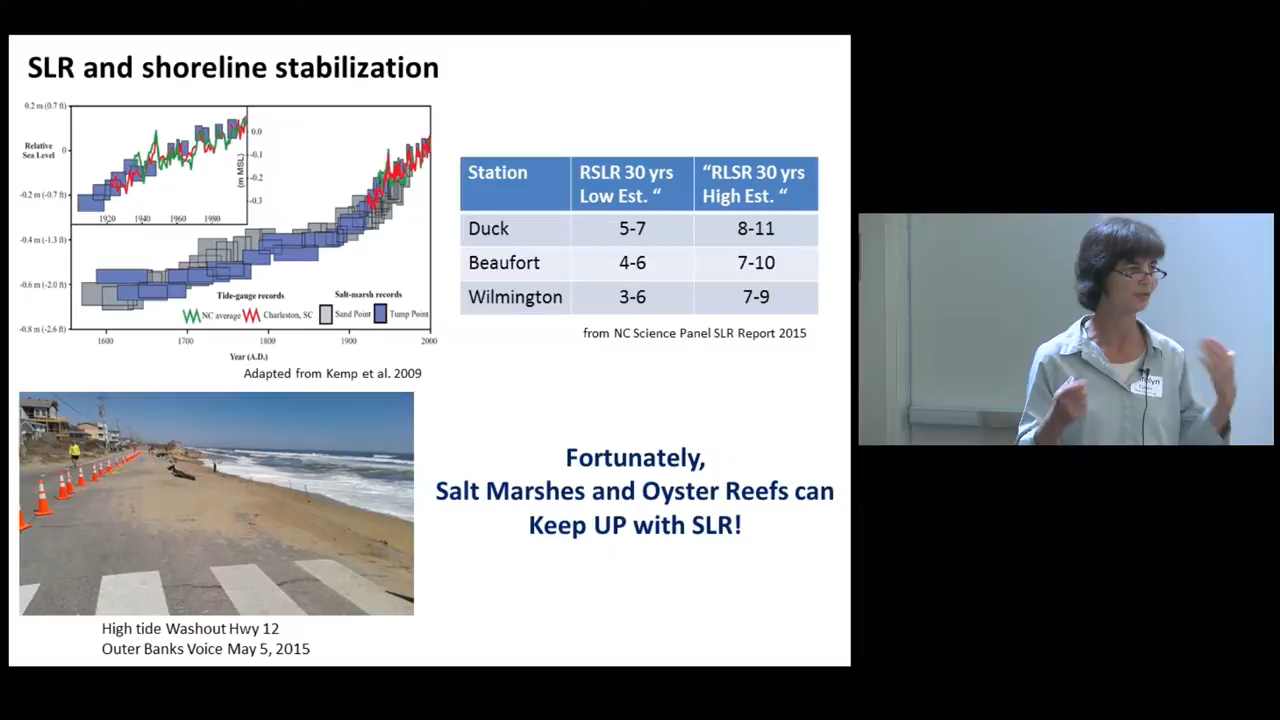 SLR and shoreline stabilization
0.2 m (0.7 ft)
Relative
Sea Level
0
-0.2 m (-0.7 ft)
-0.4 m (-1.3 ft)
-0.6 m (-2.0 ft)
-0.8 m (-2.6 ft)
0.0
-0.1
-0.2
-0.3
(m MSL)
1920 1940 1960 1980
Tide-gauge records Salt-marsh records
NC average Charleston, SC Sand Point Tump Point
1600 1700 1800 1900 2000
Year (A.D.)
Adapted from Kemp et al. 2009
Station RSLR 30 yrs Low Est. “ “RLSR 30 yrs High Est. “
Duck 5-7 8-11
Beaufort 4-6 7-10
Wilmington 3-6 7-9
from NC Science Panel SLR Report 2015
Fortunately,
Salt Marshes and Oyster Reefs can
Keep UP with SLR!
High tide Washout Hwy 12
Outer Banks Voice May 5, 2015